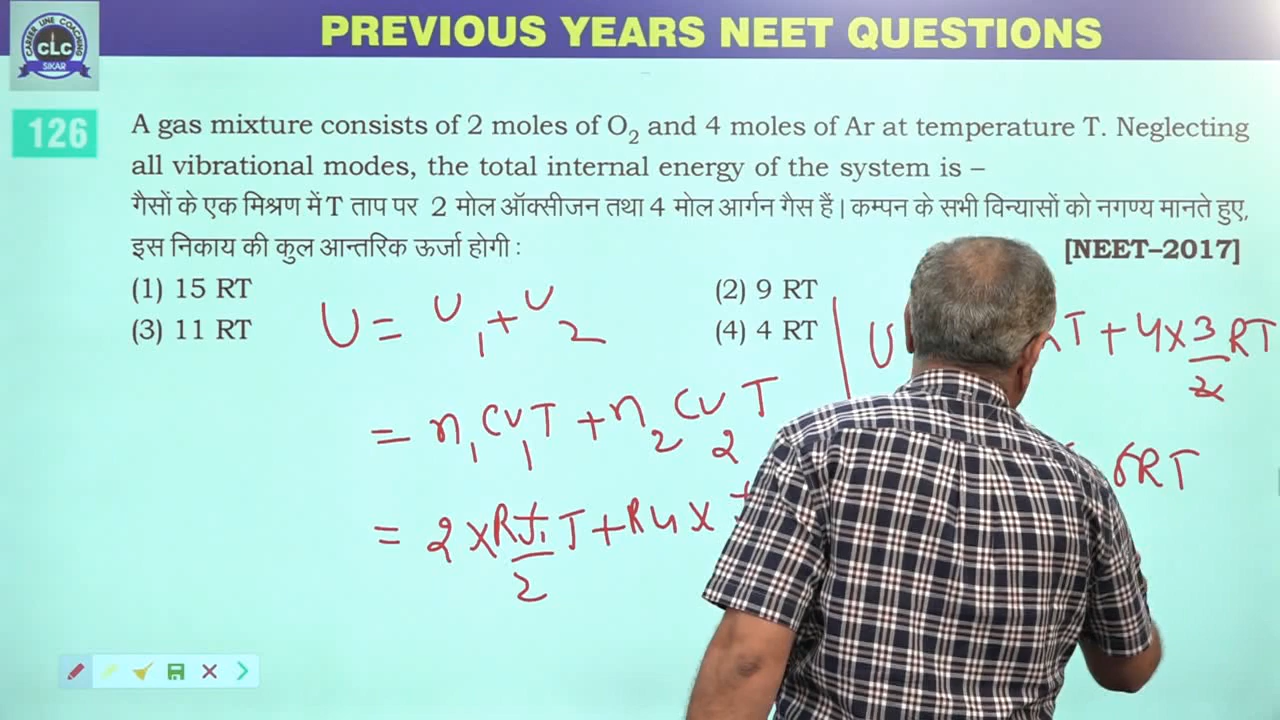 CAREER LINE COACHING
CLC
SIKAR
PREVIOUS YEARS NEET QUESTIONS
126
A gas mixture consists of 2 moles of O₂ and 4 moles of Ar at temperature T. Neglecting
all vibrational modes, the total internal energy of the system is –
गैसों के एक मिश्रण में T ताप पर 2 मोल ऑक्सीजन तथा 4 मोल आर्गन गैस हैं। कम्पन के सभी विन्यासों को नगण्य मानते हुए,
इस निकाय की कुल आन्तरिक ऊर्जा होगी :
[NEET–2017]
(1) 15 RT
(2) 9 RT
(3) 11 RT
(4) 4 RT
U = U₁ + U₂
= n₁ Cv₁ T + n₂ Cv₂ T
= 2 × R f₁/2 T + R 4 ×
U
T + 4 × 3/2 RT
6RT